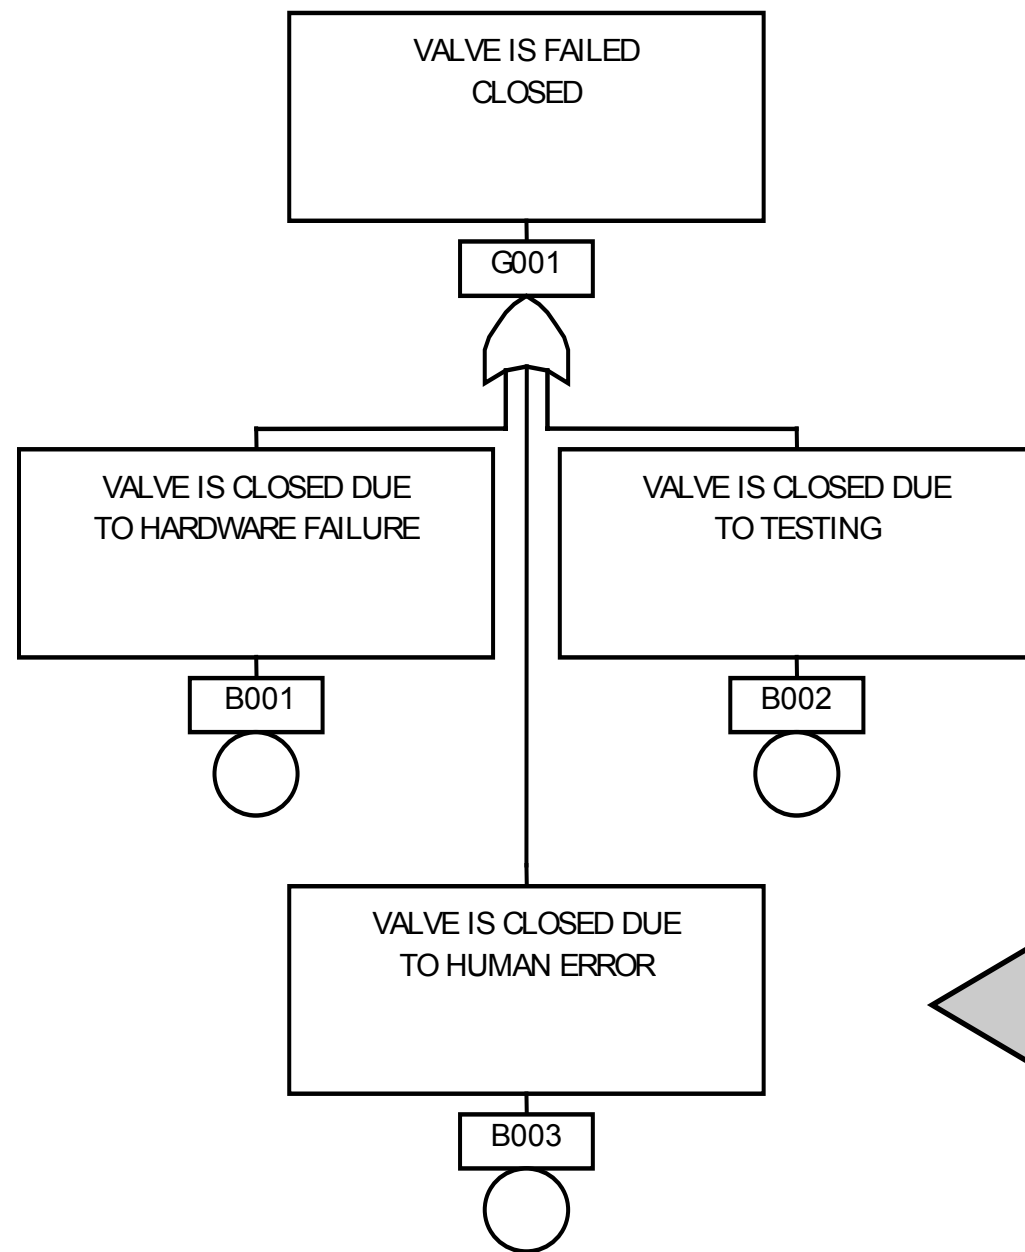 VALVE IS FAILED
CLOSED
G001
VALVE IS CLOSED DUE
TO HARDWARE FAILURE
B001
VALVE IS CLOSED DUE
TO TESTING
B002
VALVE IS CLOSED DUE
TO HUMAN ERROR
B003